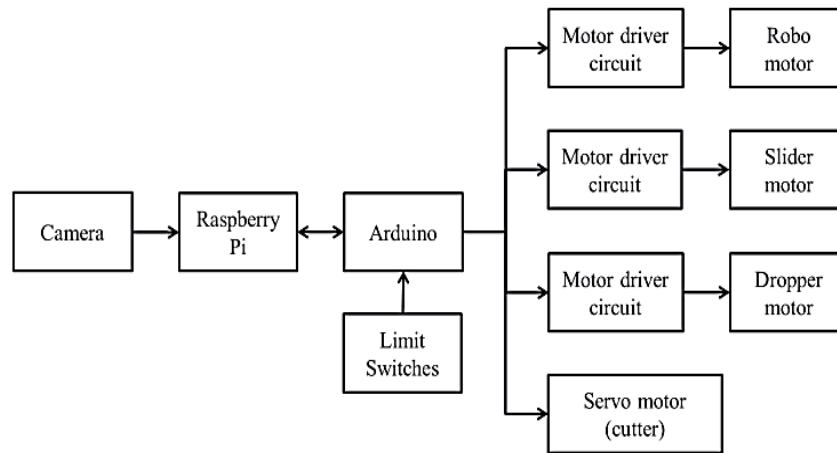 Camera
Raspberry
Pi
Arduino
Limit
Switches
Motor driver
circuit
Robo
motor
Motor driver
circuit
Slider
motor
Motor driver
circuit
Dropper
motor
Servo motor
(cutter)